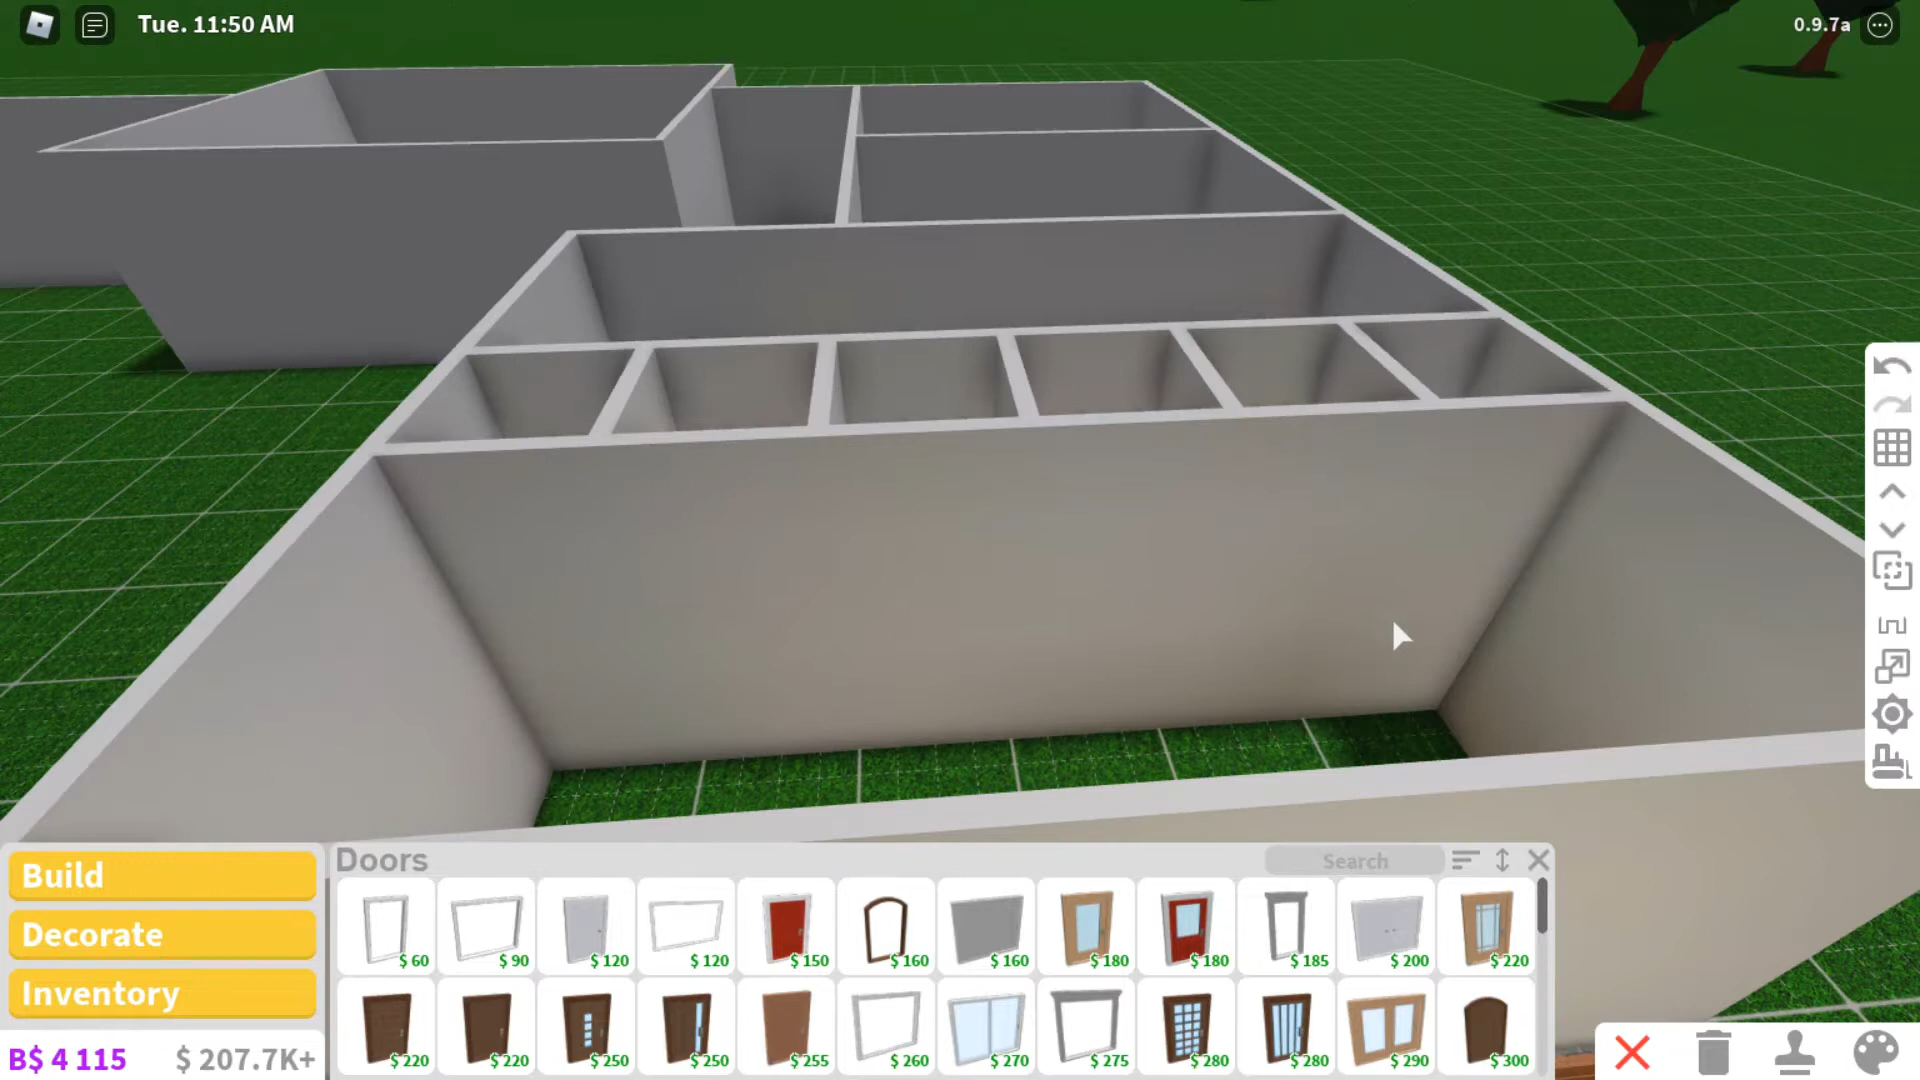 Tue. 11:50 AM
0.9.7a
Build
Decorate
Inventory
B$ 4 115
$ 207.7K+
Doors
Search
$ 60
$ 90
$ 120
$ 120
$ 150
$ 160
$ 160
$ 180
$ 180
$ 185
$ 200
$ 220
$ 220
$ 220
$ 250
$ 250
$ 255
$ 260
$ 270
$ 275
$ 280
$ 280
$ 290
$ 300